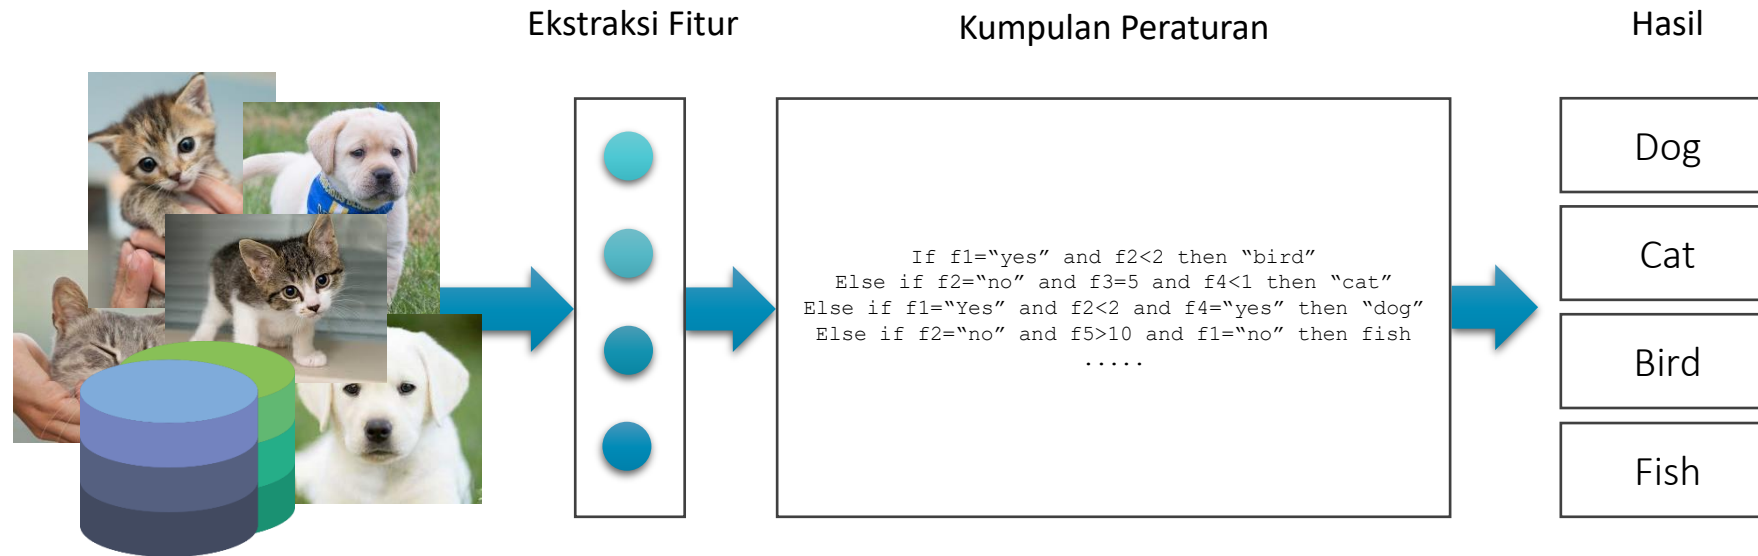 Ekstraksi Fitur
Kumpulan Peraturan
Hasil
If f1=“yes” and f2<2 then “bird”
Else if f2=“no” and f3=5 and f4<1 then “cat”
Else if f1=“Yes” and f2<2 and f4=“yes” then “dog”
Else if f2=“no” and f5>10 and f1=“no” then fish
.....
Dog
Cat
Bird
Fish